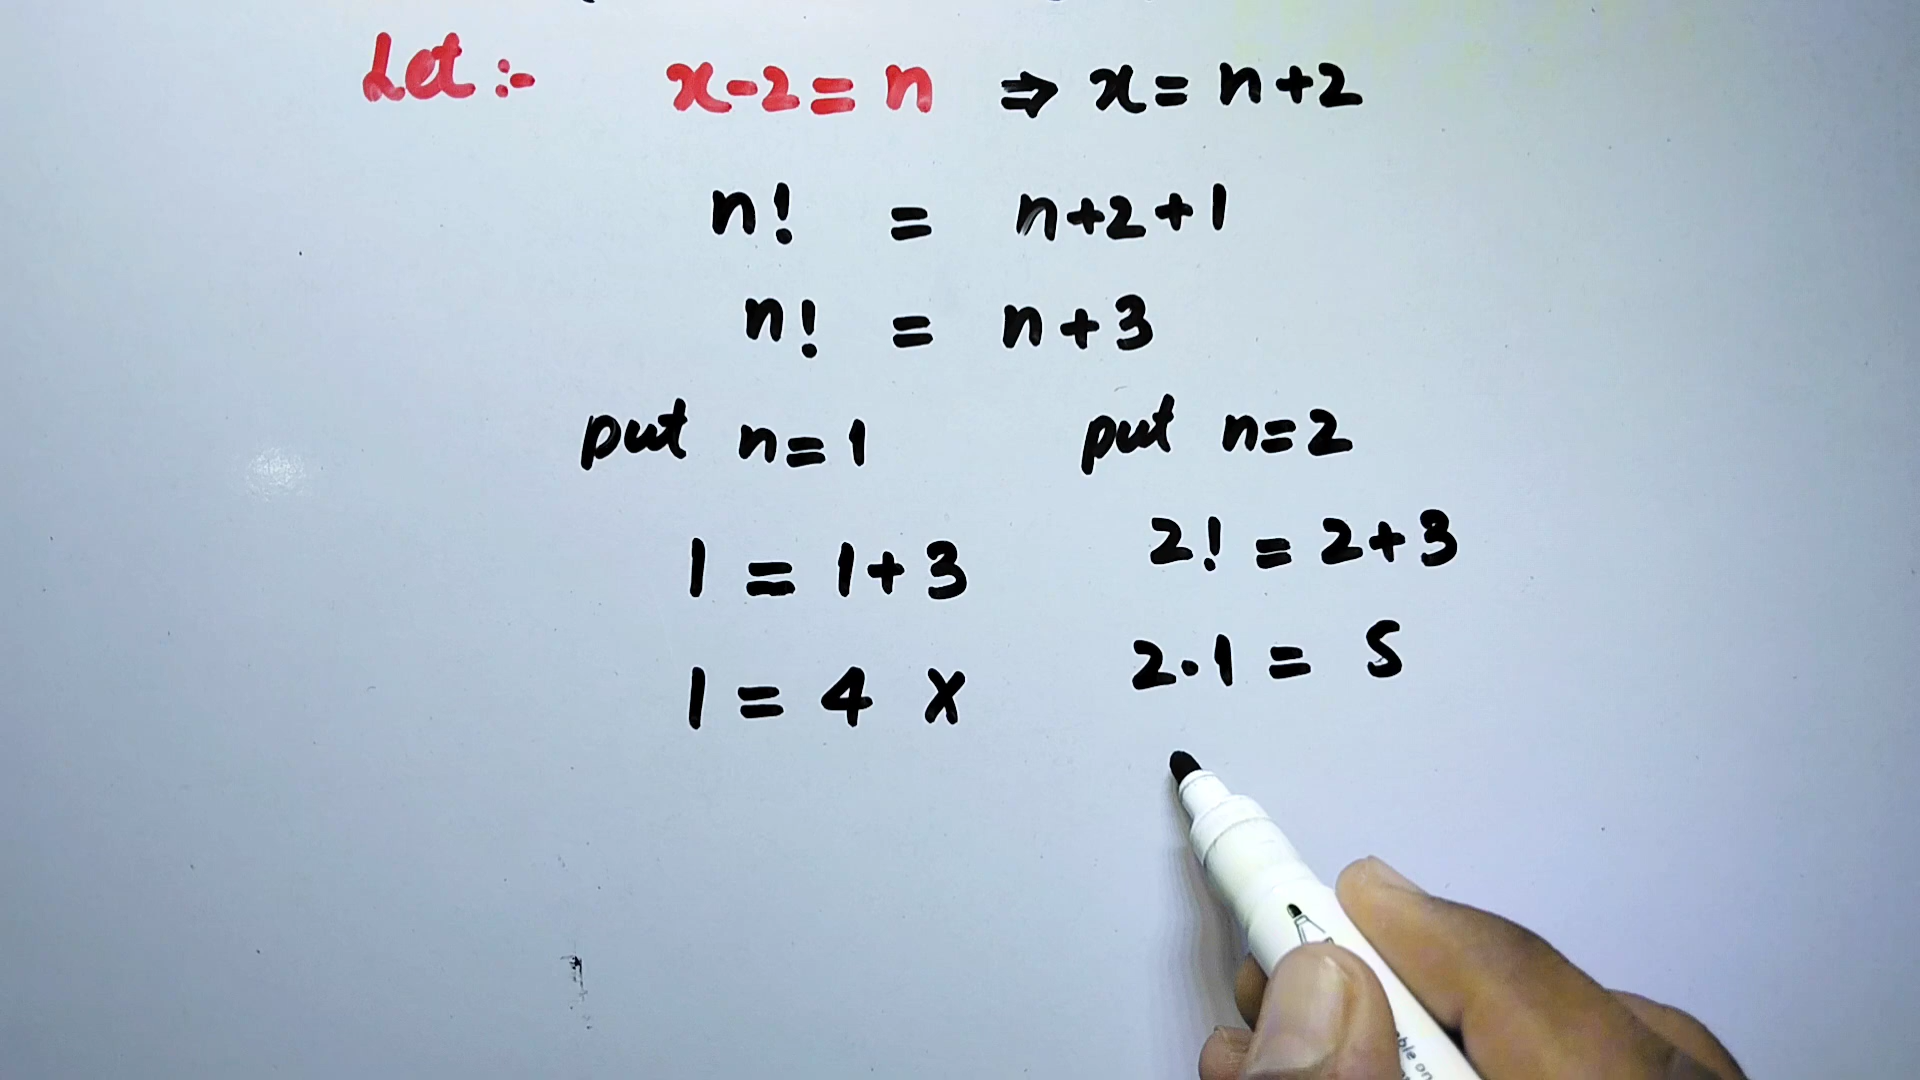 Let :- x-2=n ⇒ x=n+2
n! = n+2+1
n! = n+3
put n=1
put n=2
1 = 1+3
2! = 2+3
1 = 4 X
2·1 = 5